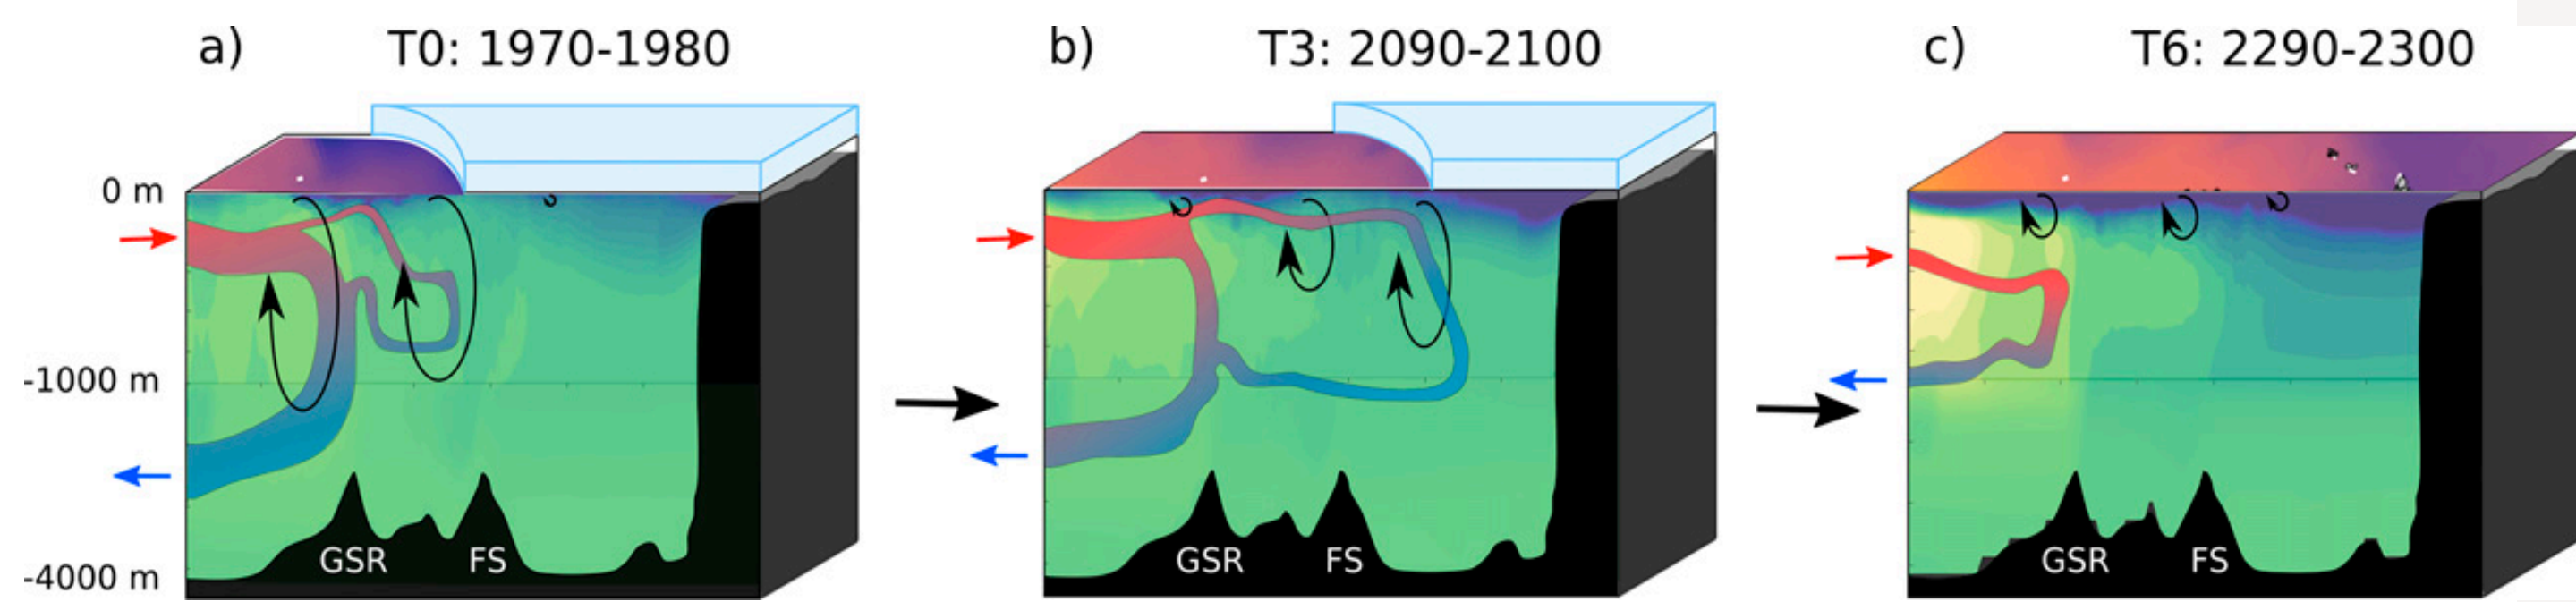 a) T0: 1970-1980
b) T3: 2090-2100
c) T6: 2290-2300
0 m
-1000 m
-4000 m
GSR FS
GSR FS
GSR FS